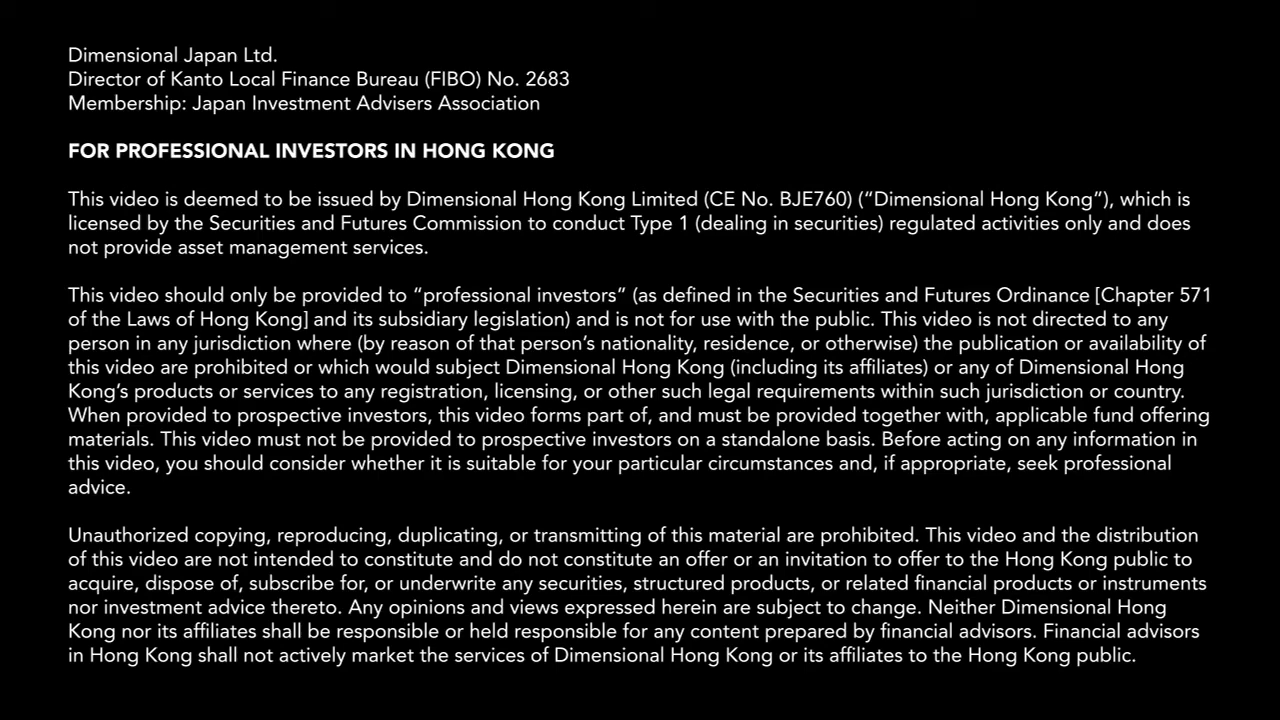 Dimensional Japan Ltd.
Director of Kanto Local Finance Bureau (FIBO) No. 2683
Membership: Japan Investment Advisers Association
FOR PROFESSIONAL INVESTORS IN HONG KONG
This video is deemed to be issued by Dimensional Hong Kong Limited (CE No. BJE760) (“Dimensional Hong Kong”), which is
licensed by the Securities and Futures Commission to conduct Type 1 (dealing in securities) regulated activities only and does
not provide asset management services.
This video should only be provided to “professional investors” (as defined in the Securities and Futures Ordinance [Chapter 571
of the Laws of Hong Kong] and its subsidiary legislation) and is not for use with the public. This video is not directed to any
person in any jurisdiction where (by reason of that person’s nationality, residence, or otherwise) the publication or availability of
this video are prohibited or which would subject Dimensional Hong Kong (including its affiliates) or any of Dimensional Hong
Kong’s products or services to any registration, licensing, or other such legal requirements within such jurisdiction or country.
When provided to prospective investors, this video forms part of, and must be provided together with, applicable fund offering
materials. This video must not be provided to prospective investors on a standalone basis. Before acting on any information in
this video, you should consider whether it is suitable for your particular circumstances and, if appropriate, seek professional
advice.
Unauthorized copying, reproducing, duplicating, or transmitting of this material are prohibited. This video and the distribution
of this video are not intended to constitute and do not constitute an offer or an invitation to offer to the Hong Kong public to
acquire, dispose of, subscribe for, or underwrite any securities, structured products, or related financial products or instruments
nor investment advice thereto. Any opinions and views expressed herein are subject to change. Neither Dimensional Hong
Kong nor its affiliates shall be responsible or held responsible for any content prepared by financial advisors. Financial advisors
in Hong Kong shall not actively market the services of Dimensional Hong Kong or its affiliates to the Hong Kong public.